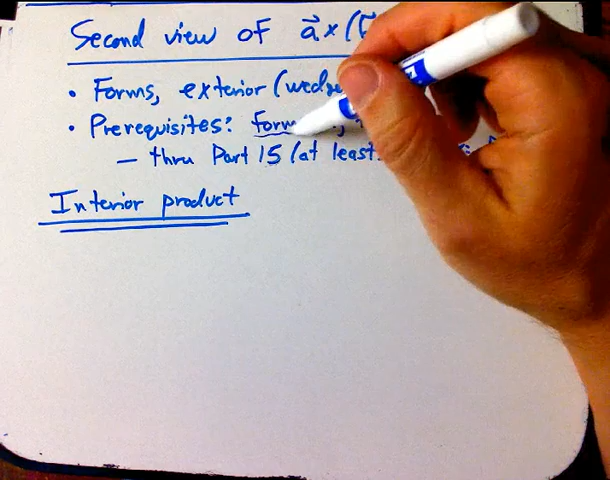 Second view of a⃗ × (b⃗
• Forms, exterior (wedge
• Prerequisites: form
— thru Part 15 (at least
Interior product